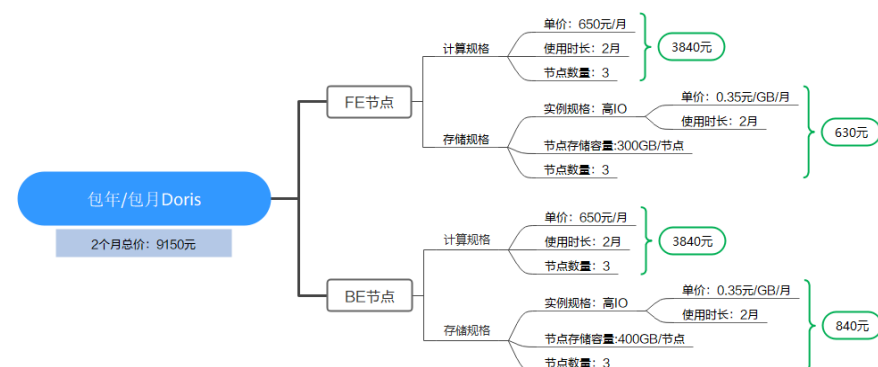 包年/包月Doris
2个月总价：9150元
FE节点
计算规格
单价：650元/月
使用时长：2月
节点数量：3
3840元
存储规格
实例规格：高IO
单价：0.35元/GB/月
使用时长：2月
节点存储容量:300GB/节点
节点数量：3
630元
BE节点
计算规格
单价：650元/月
使用时长：2月
节点数量：3
3840元
存储规格
实例规格：高IO
单价：0.35元/GB/月
使用时长：2月
节点存储容量:400GB/节点
节点数量：3
840元